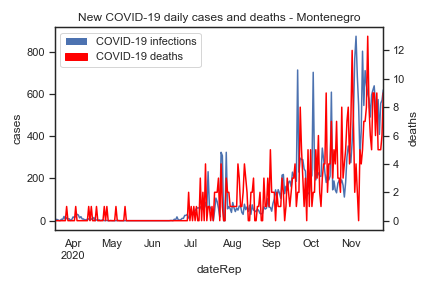 New COVID-19 daily cases and deaths - Montenegro
COVID-19 infections
COVID-19 deaths
cases
800
600
400
200
0
deaths
12
10
8
6
4
2
0
Apr May Jun Jul Aug Sep Oct Nov
2020
dateRep